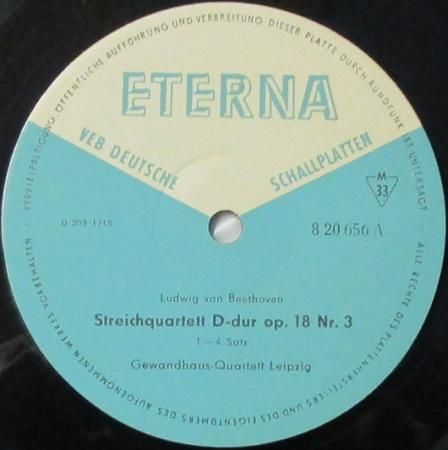 VERVIELFÄLTIGUNG, ÖFFENTLICHE AUFFÜHRUNG UND VERBREITUNG DIESER PLATTE DURCH RUNDFUNK IST UNTERSAGT · ALLE RECHTE DES PLATTENHERSTELLERS UND DES EIGENTÜMERS DES AUFGENOMMENEN WERKES VORBEHALTEN ·
ETERNA
VEB DEUTSCHE SCHALLPLATTEN
M
33
0 203 1715
8 20 656 A
Ludwig van Beethoven
Streichquartett D-dur op. 18 Nr. 3
1.—4. Satz
Gewandhaus-Quartett Leipzig